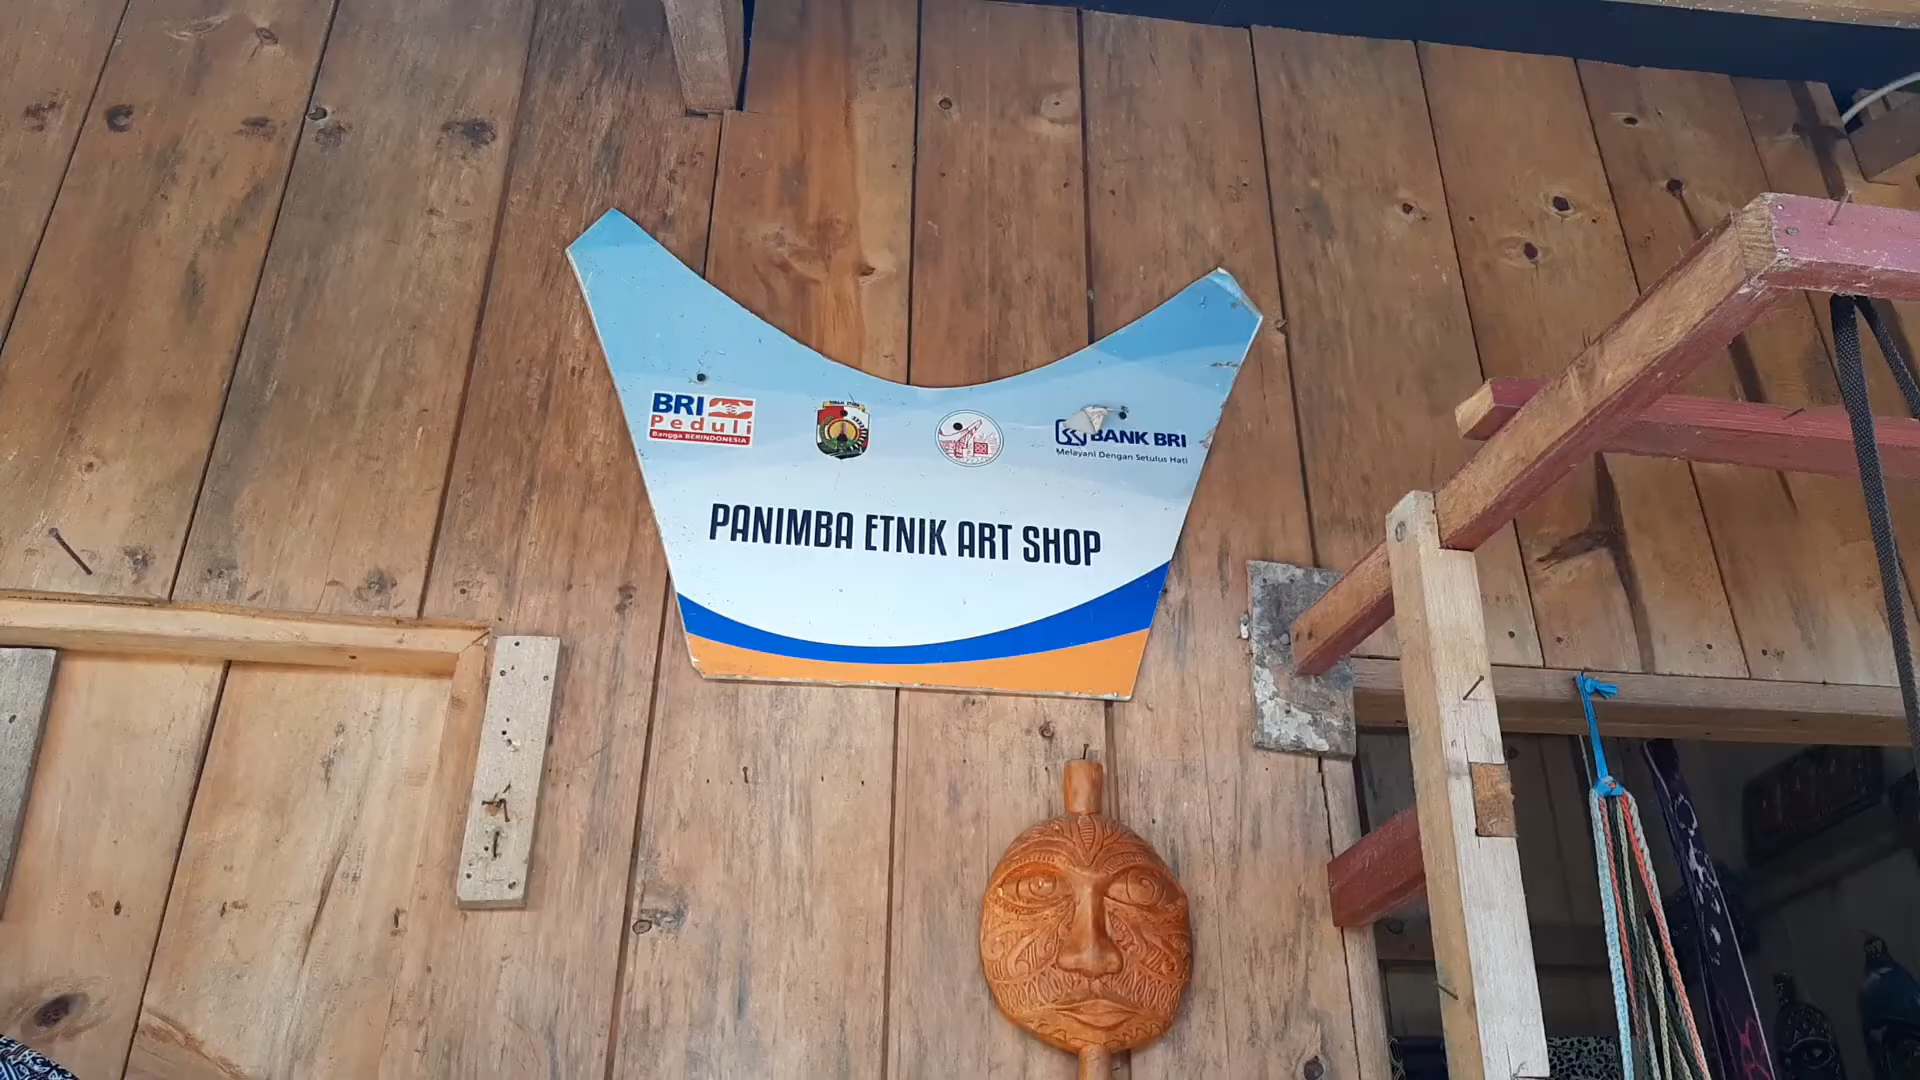 BRI
Peduli
Bangga BERINDONESIA
BANK BRI
Melayani Dengan Setulus Hati
PANIMBA ETNIK ART SHOP